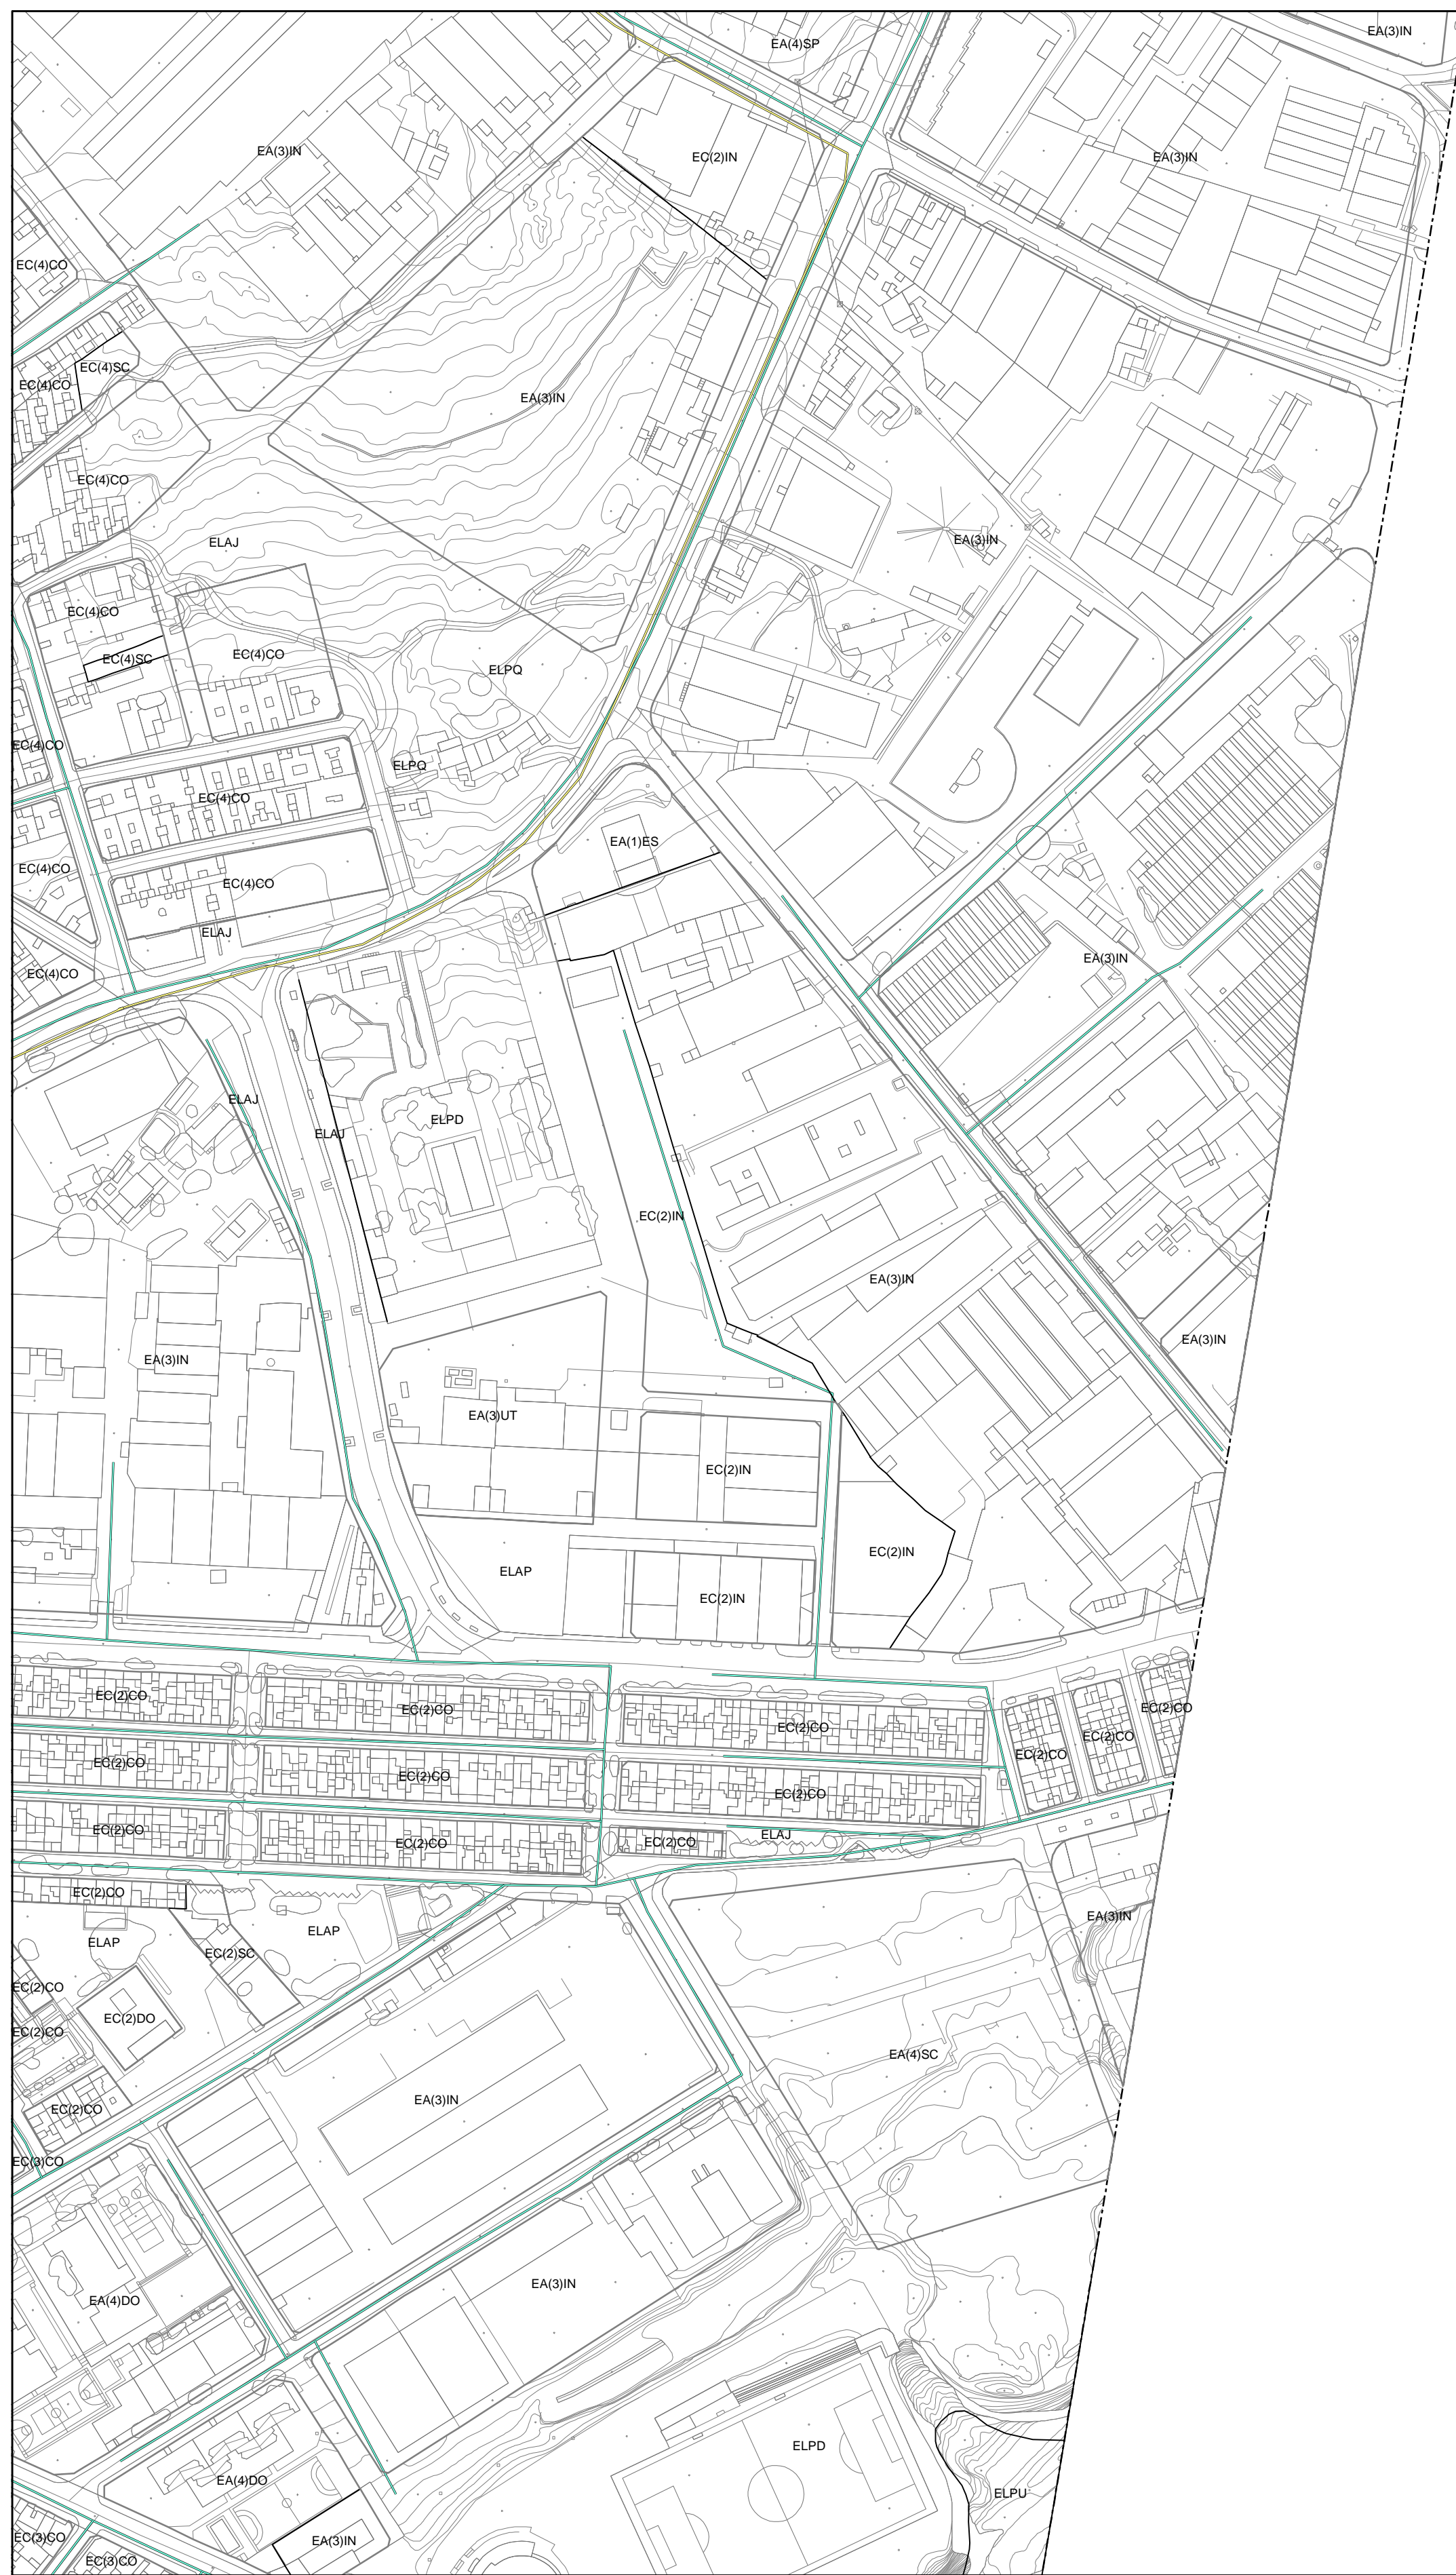 EA(3)IN
EA(4)SP
EA(3)IN
EC(2)IN
EA(3)IN
EC(4)CO
EC(4)SC
EC(4)CO
EA(3)IN
EC(4)CO
ELAJ
EA(3)IN
EC(4)CO
EC(4)SC
EC(4)CO
ELPQ
EC(4)CO
ELPQ
EC(4)CO
EA(1)ES
EC(4)CO
EC(4)CO
ELAJ
EA(3)IN
EC(4)CO
ELAJ
ELPD
ELAJ
EC(2)IN
EA(3)IN
EA(3)IN
EA(3)IN
EA(3)UT
EC(2)IN
EC(2)IN
ELAP
EC(2)IN
EC(2)CO
EC(2)CO
EC(2)CO
EC(2)CO
EC(2)CO
EC(2)CO
EC(2)CO
EC(2)CO
EC(2)CO
EC(2)CO
EC(2)CO
EC(2)CO
ELAJ
EC(2)CO
EA(3)IN
ELAP
ELAP
EC(2)SC
EC(2)CO
EC(2)DO
EC(2)CO
EA(4)SC
EA(3)IN
EC(2)CO
EC(3)CO
EA(3)IN
EA(4)DO
ELPD
EA(4)DO
ELPU
EC(3)CO
EA(3)IN
EC(3)CO